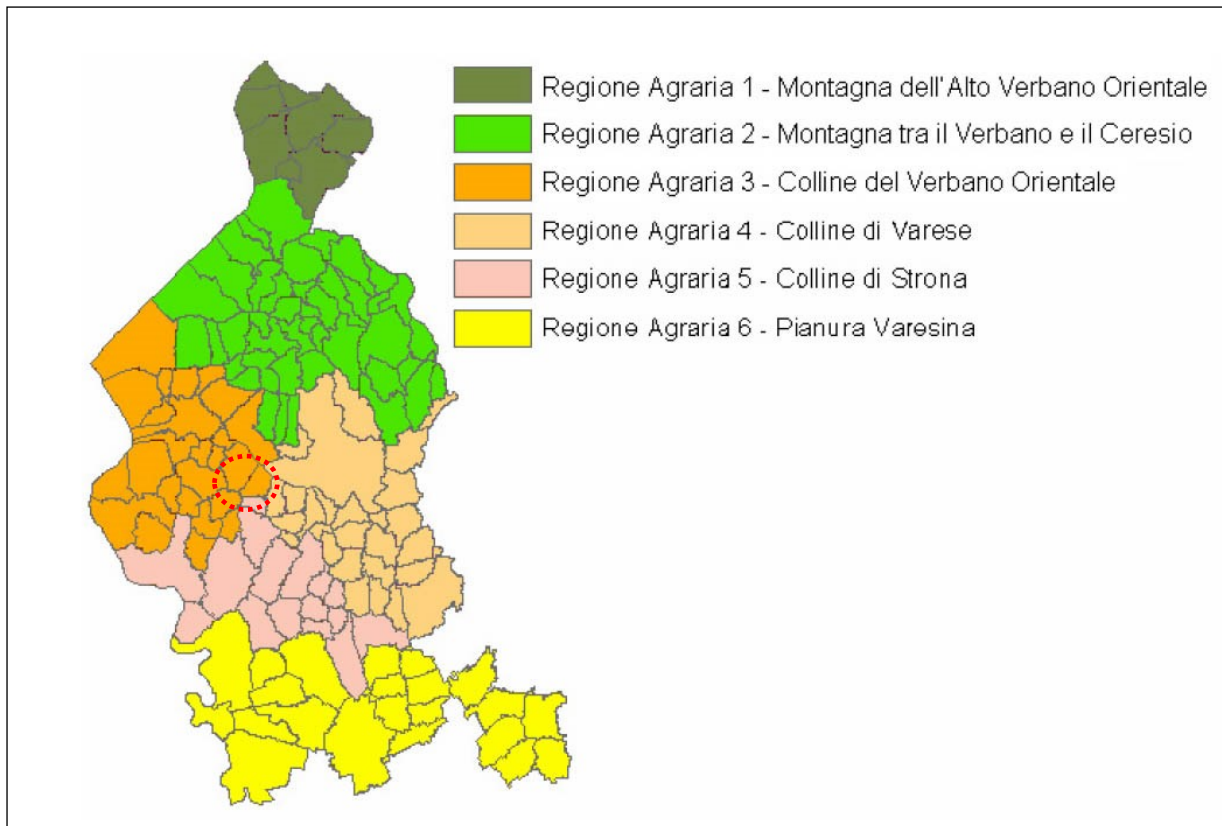 Regione Agraria 1 - Montagna dell'Alto Verbano Orientale
Regione Agraria 2 - Montagna tra il Verbano e il Ceresio
Regione Agraria 3 - Colline del Verbano Orientale
Regione Agraria 4 - Colline di Varese
Regione Agraria 5 - Colline di Strona
Regione Agraria 6 - Pianura Varesina